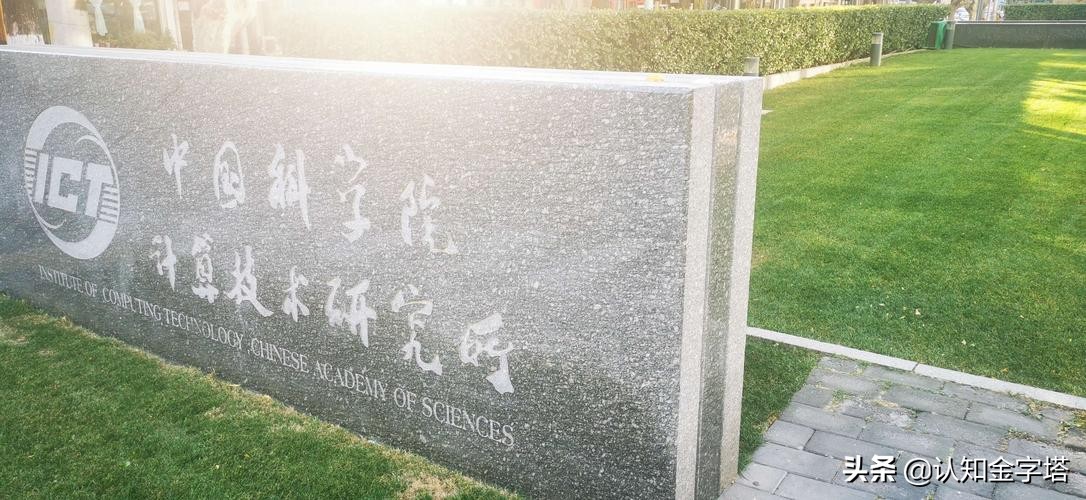 ICT
中国科学院
计算技术研究所
INSTITUTE OF COMPUTING TECHNOLOGY, CHINESE ACADEMY OF SCIENCES
头条 @认知金字塔